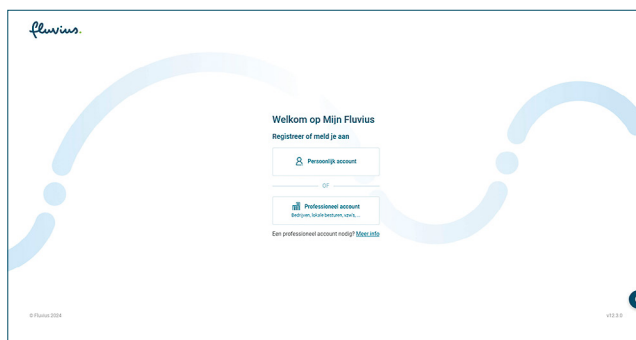 fluvius.
Welkom op Mijn Fluvius
Registreer of meld je aan
Persoonlijk account
OF
Professioneel account
Bedrijven, lokale besturen, vzw's, ...
Een professioneel account nodig? Meer info
© Fluvius 2024
v12.3.0